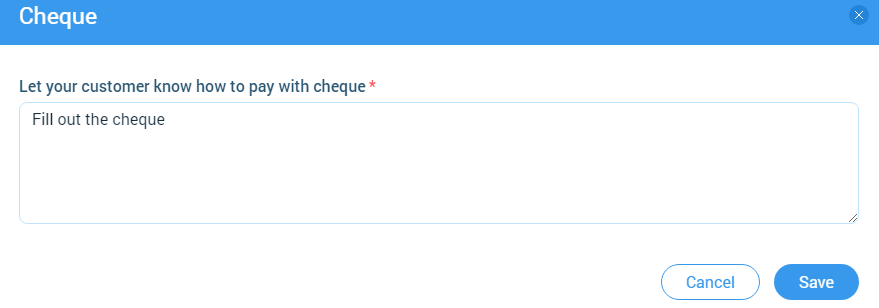 Cheque
Let your customer know how to pay with cheque *
Fill out the cheque
Cancel Save